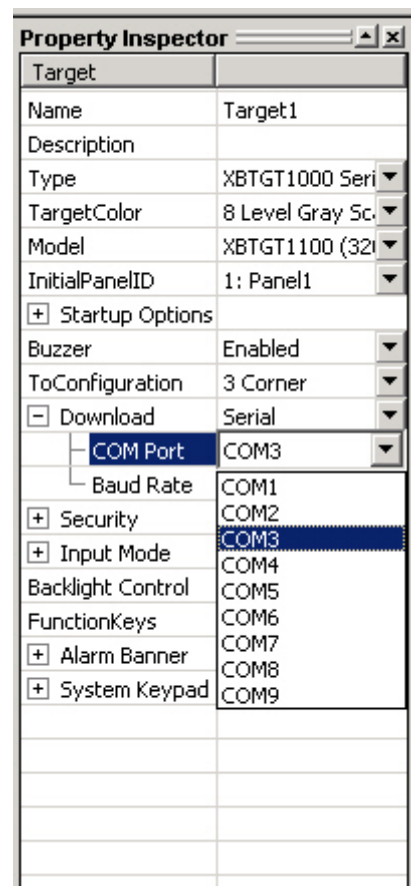 Property Inspector
Target
Name Target1
Description
Type XBTGT1000 Seri
TargetColor 8 Level Gray Sc
Model XBTGT1100 (320
InitialPanelID 1: Panel1
Startup Options
Buzzer Enabled
ToConfiguration 3 Corner
Download Serial
COM Port COM3
Baud Rate COM1
Security COM2
COM3
Input Mode COM4
Backlight Control COM5
FunctionKeys COM6
COM7
Alarm Banner COM8
System Keypad COM9